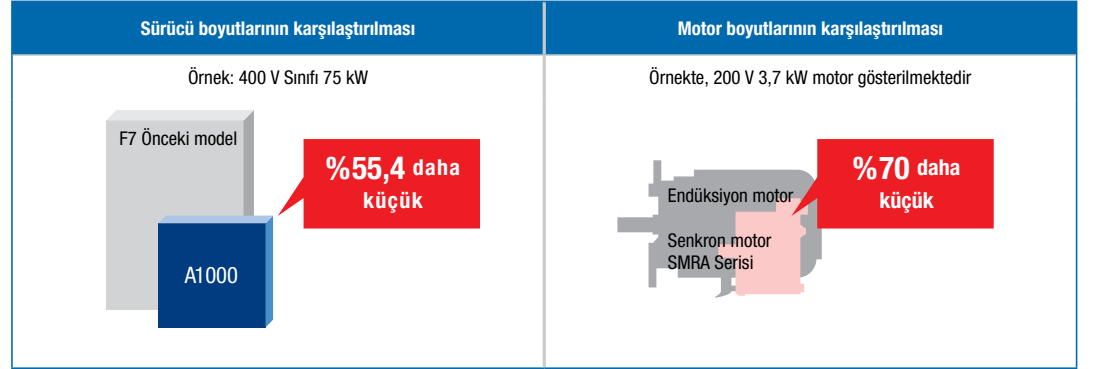 Sürücü boyutlarının karşılaştırılması
Örnek: 400 V Sınıfı 75 kW
F7 Önceki model
%55,4 daha
küçük
A1000
Motor boyutlarının karşılaştırılması
Örnekte, 200 V 3,7 kW motor gösterilmektedir
%70 daha
küçük
Endüksiyon motor
Senkron motor
SMRA Serisi